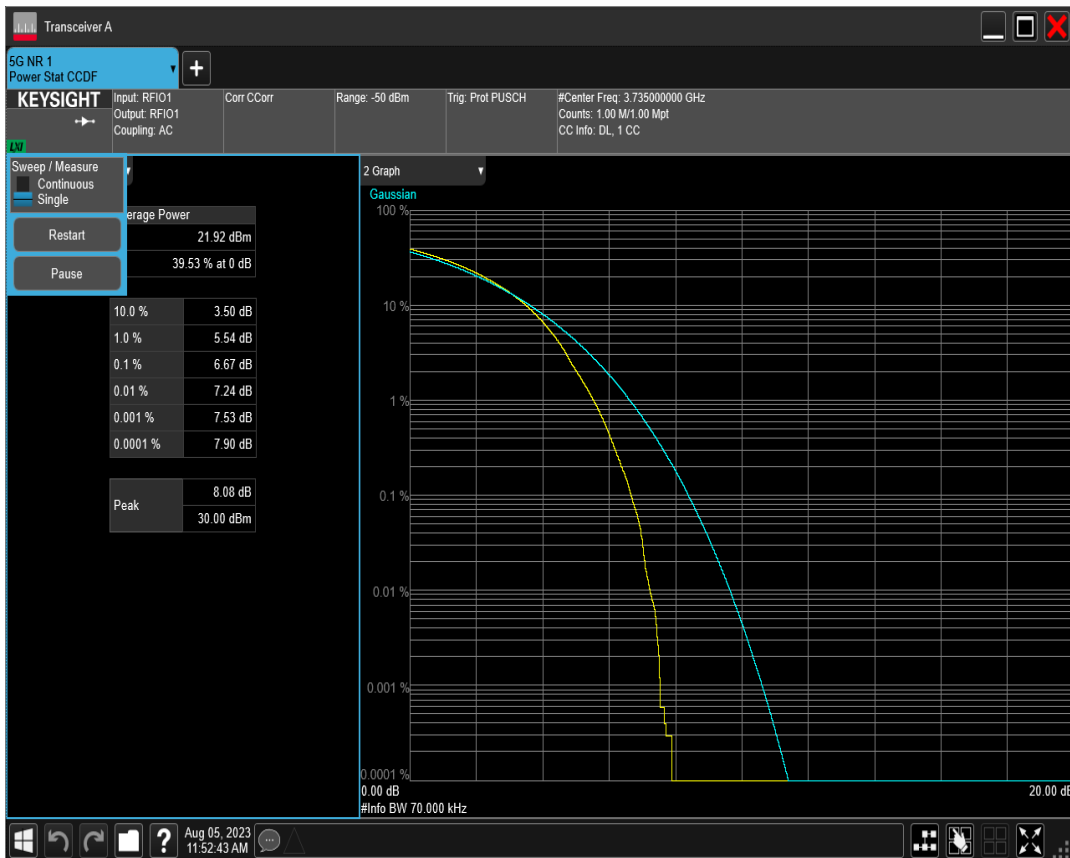 Transceiver A
5G NR 1
Power Stat CCDF
KEYSIGHT
LXI
Input: RFIO1
Output: RFIO1
Coupling: AC
Corr CCorr
Range: -50 dBm
Trig: Prot PUSCH
#Center Freq: 3.735000000 GHz
Counts: 1.00 M/1.00 Mpt
CC Info: DL, 1 CC
Sweep / Measure
Continuous
Single
Restart
Pause
erage Power
21.92 dBm
39.53 % at 0 dB
10.0 % 3.50 dB
1.0 % 5.54 dB
0.1 % 6.67 dB
0.01 % 7.24 dB
0.001 % 7.53 dB
0.0001 % 7.90 dB
Peak 8.08 dB
30.00 dBm
2 Graph
Gaussian
100 %
10 %
1 %
0.1 %
0.01 %
0.001 %
0.0001 %
0.00 dB 20.00 dB
#Info BW 70.000 kHz
? Aug 05, 2023
11:52:43 AM